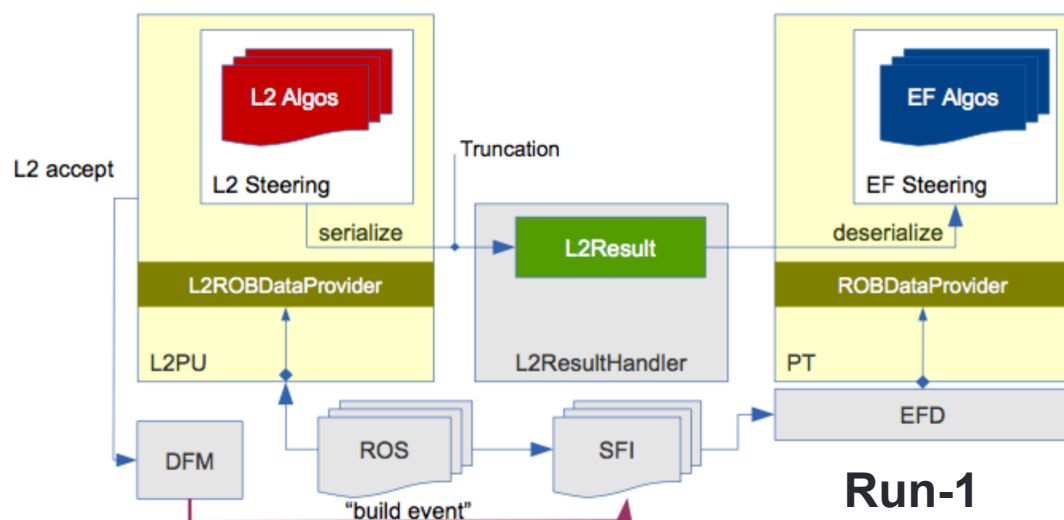 L2 Algos
EF Algos
Truncation
L2 accept
L2 Steering
EF Steering
serialize
deserialize
L2Result
L2ROBDataProvider
ROBDataProvider
L2PU
L2ResultHandler
PT
EFD
DFM
ROS
SFI
Run-1
“build event”